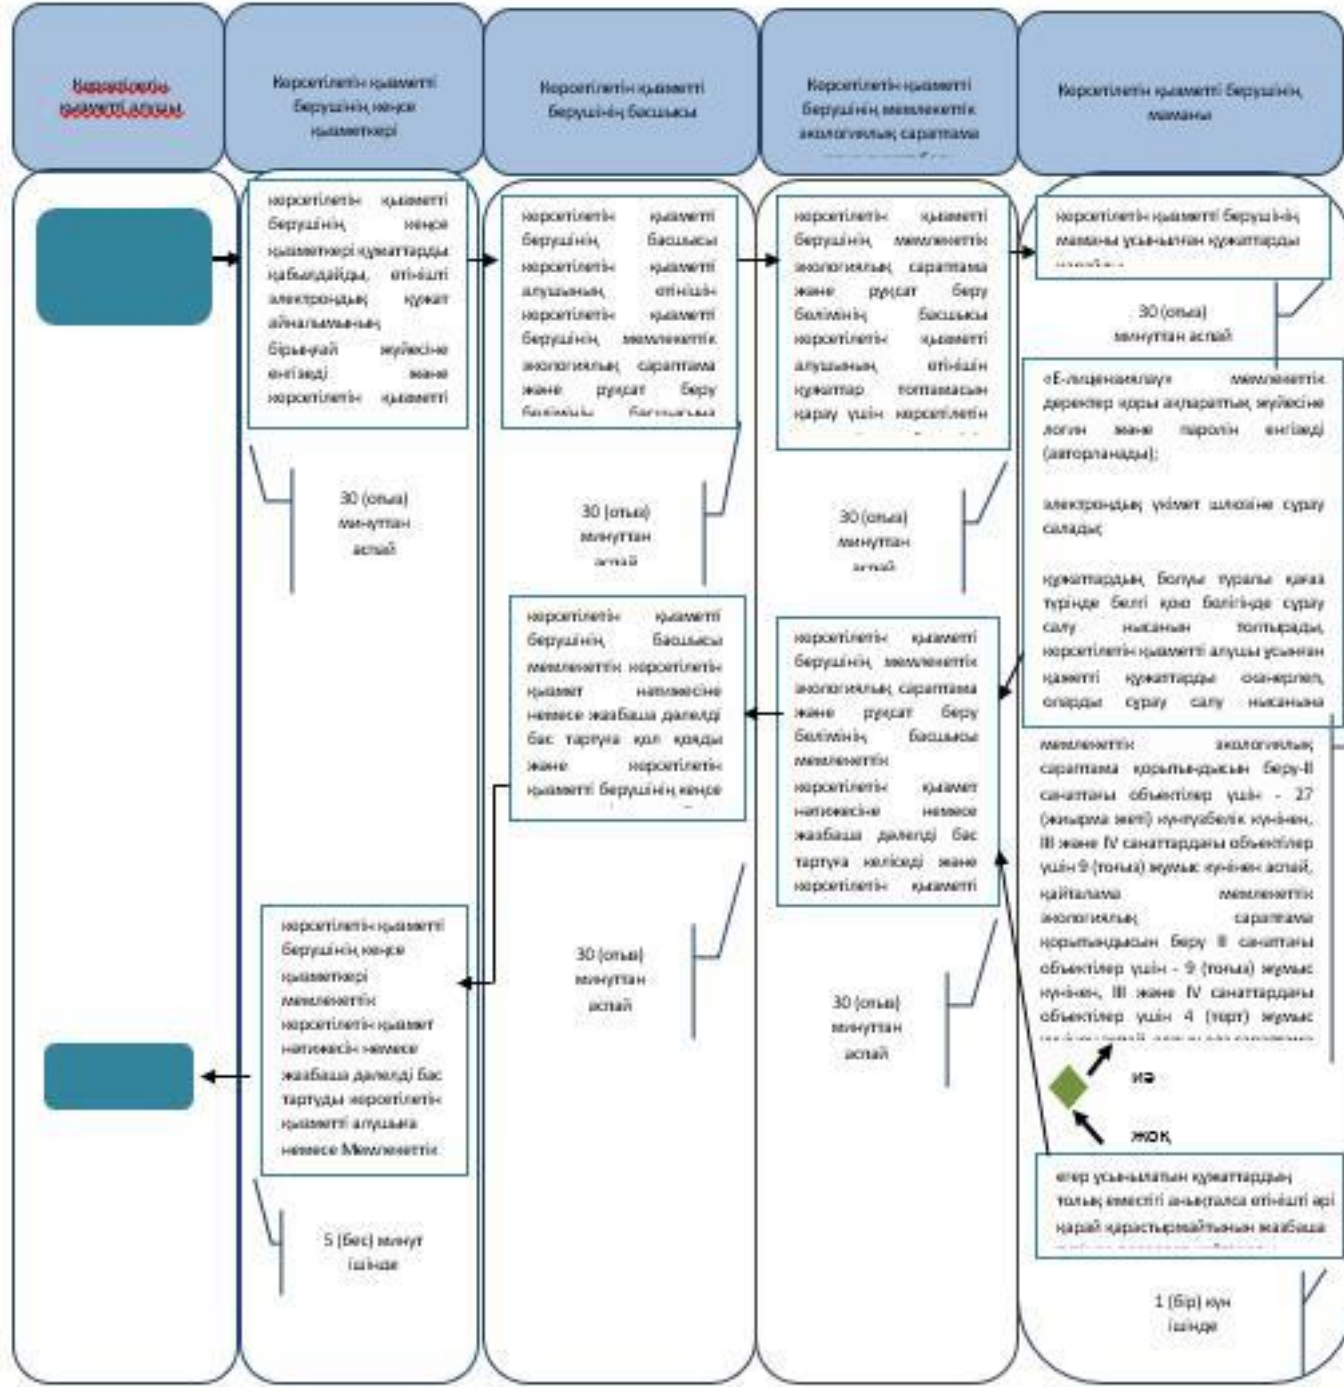 Көрсетілетін
қызметті алушы
Көрсетілетін қызметті
берушінің кеңсе
қызметкері
Көрсетілетін қызметті
берушінің басшысы
Көрсетілетін қызметті
берушінің мемлекеттік
экологиялық сараптама
Көрсетілетін қызметті берушінің
маманы
көрсетілетін қызметті
берушінің кеңсе
қызметкері құжаттарды
қабылдайды, өтінішті
электрондық құжат
айналымының
бірыңғай жүйесіне
енгізеді және
көрсетілетін қызметті
30 (отыз)
минуттан
аспай
көрсетілетін қызметті
берушінің басшысы
көрсетілетін қызметті
алушының өтінішін
көрсетілетін қызметті
берушінің мемлекеттік
экологиялық сараптама
және рұқсат беру
бөлімінің басшысына
30 (отыз)
минуттан
аспай
көрсетілетін қызметті
берушінің мемлекеттік
экологиялық сараптама
және рұқсат беру
бөлімінің басшысы
көрсетілетін қызметті
алушының өтінішін
құжаттар топтамасын
қарау үшін көрсетілетін
30 (отыз)
минуттан
аспай
көрсетілетін қызметті берушінің
маманы ұсынылған құжаттарды
қарайды
30 (отыз)
минуттан аспай
«Е-лицензиялау» мемлекеттік
деректер қоры ақпараттық жүйесіне
логин және паролін енгізеді
(авторланады);
электрондық үкімет шлюзіне сұрау
салады;
құжаттардың болуы туралы қағаз
түрінде белгі қою бөлігінде сұрау
салу нысанын толтырады,
көрсетілетін қызметті алушы ұсынған
қажетті құжаттарды сканерлеп,
оларды сұрау салу нысанына
мемлекеттік экологиялық
сараптама қорытындысын беру-II
санаттағы объектілер үшін - 27
(жиырма жеті) күнтүзбелік күнінен,
III және IV санаттардағы объектілер
үшін 9 (тоғыз) жұмыс күнінен аспай,
қайталама мемлекеттік
экологиялық сараптама
қорытындысын беру II санаттағы
объектілер үшін - 9 (тоғыз) жұмыс
күнінен, III және IV санаттардағы
объектілер үшін 4 (төрт) жұмыс
иә
жоқ
егер ұсынылатын құжаттардың
толық еместігі анықталса өтінішті әрі
қарай қарастырмайтынын жазбаша
1 (бір) күн
ішінде
көрсетілетін қызметті
берушінің мемлекеттік
экологиялық сараптама
және рұқсат беру
бөлімінің басшысы
мемлекеттік
көрсетілетін қызмет
нәтижесіне немесе
жазбаша дәлелді бас
тартуға келіседі және
көрсетілетін қызметті
30 (отыз)
минуттан
аспай
көрсетілетін қызметті
берушінің басшысы
мемлекеттік көрсетілетін
қызмет нәтижесіне
немесе жазбаша дәлелді
бас тартуға қол қояды
және көрсетілетін
қызметті берушінің кеңсе
30 (отыз)
минуттан
аспай
көрсетілетін қызметті
берушінің кеңсе
қызметкері
мемлекеттік
көрсетілетін қызмет
нәтижесін немесе
жазбаша дәлелді бас
тартуды көрсетілетін
қызметті алушыға
немесе Мемлекеттік
5 (бес) минут
ішінде